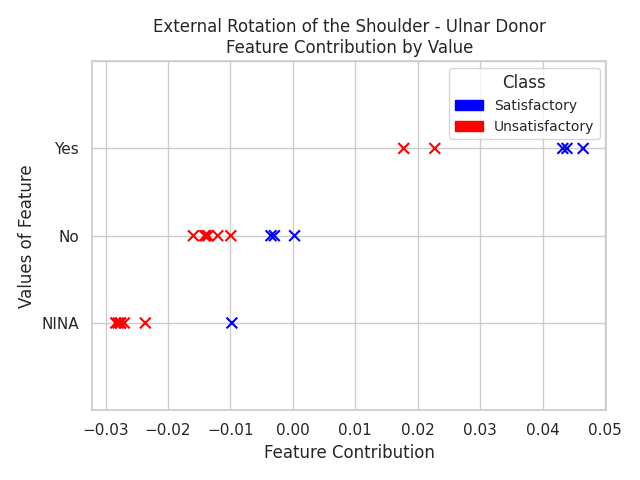 External Rotation of the Shoulder - Ulnar Donor
Feature Contribution by Value
Class
Satisfactory
Unsatisfactory
Values of Feature
Yes
No
NINA
−0.03 −0.02 −0.01 0.00 0.01 0.02 0.03 0.04 0.05
Feature Contribution